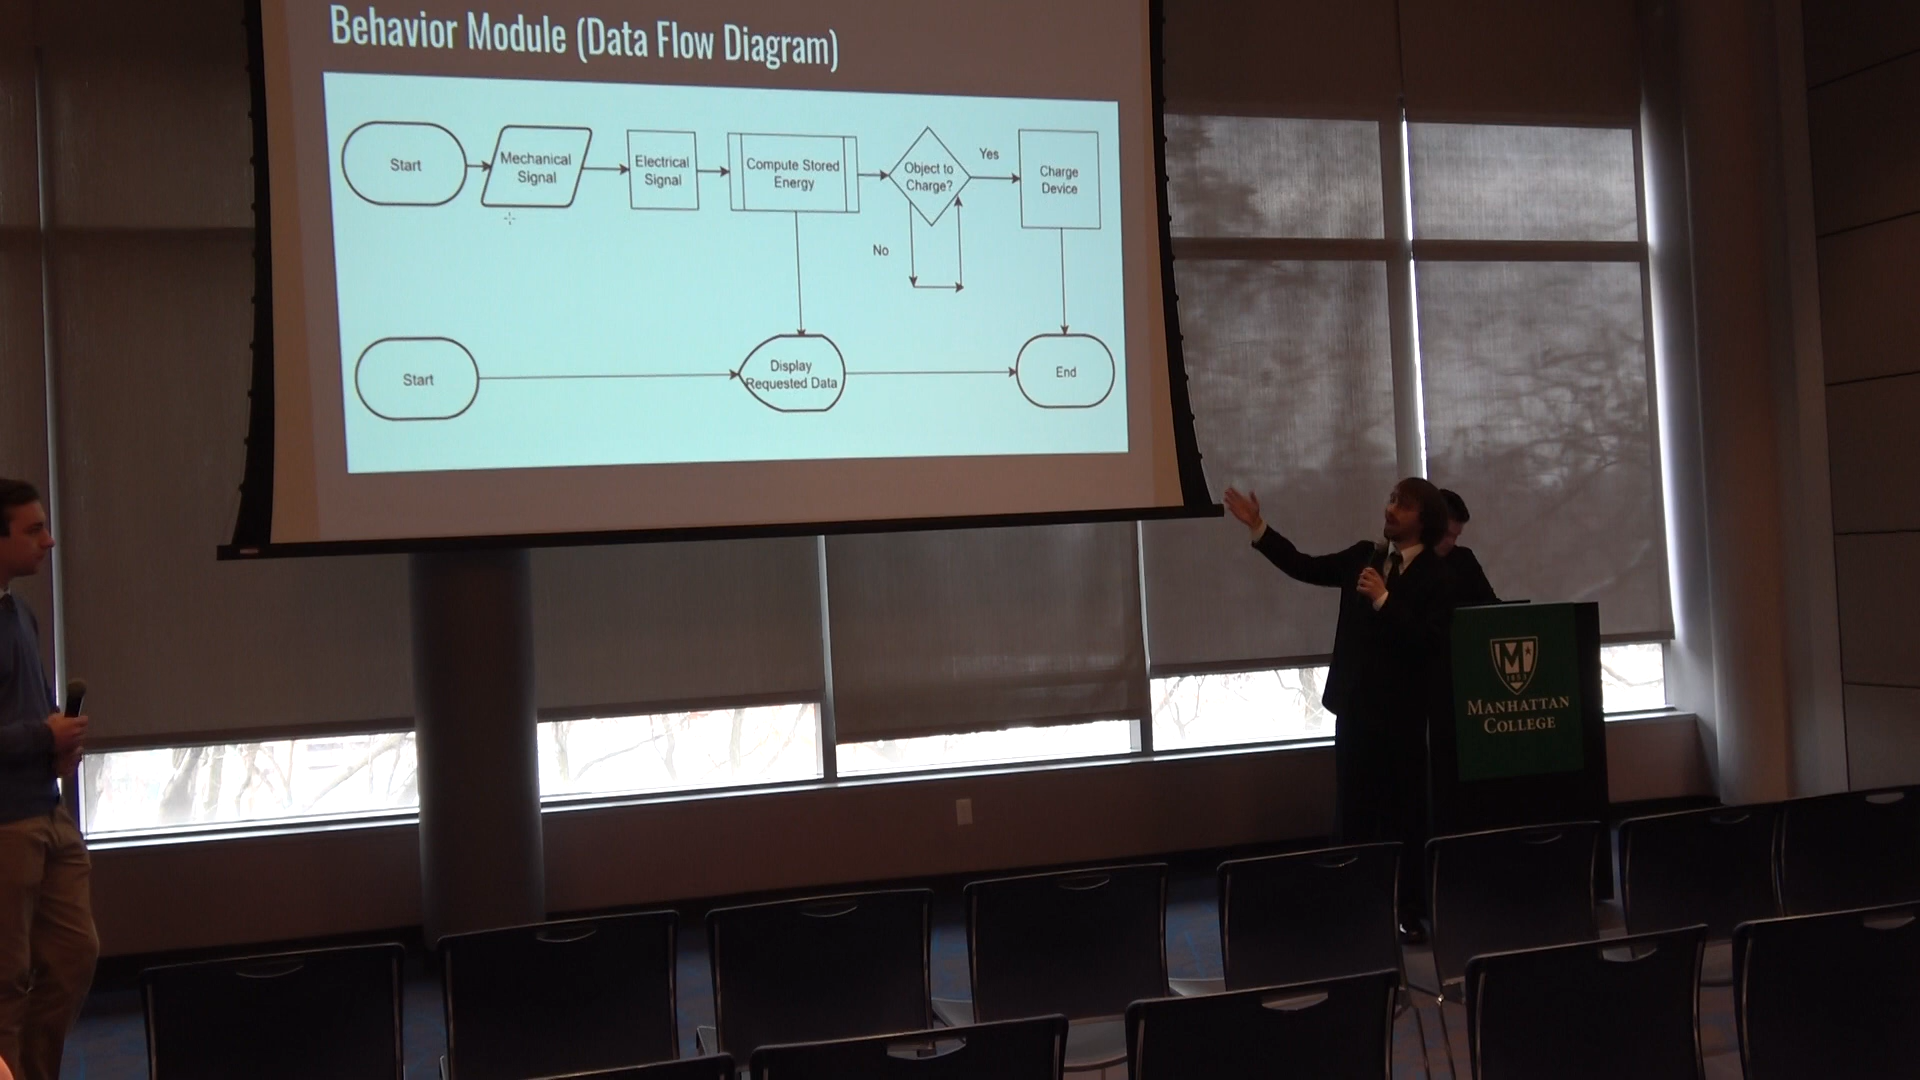 Behavior Module (Data Flow Diagram)
Start
Mechanical
Signal
Electrical
Signal
Compute Stored
Energy
Object to
Charge?
Yes
Charge
Device
No
Start
Display
Requested Data
End
M
MANHATTAN
COLLEGE